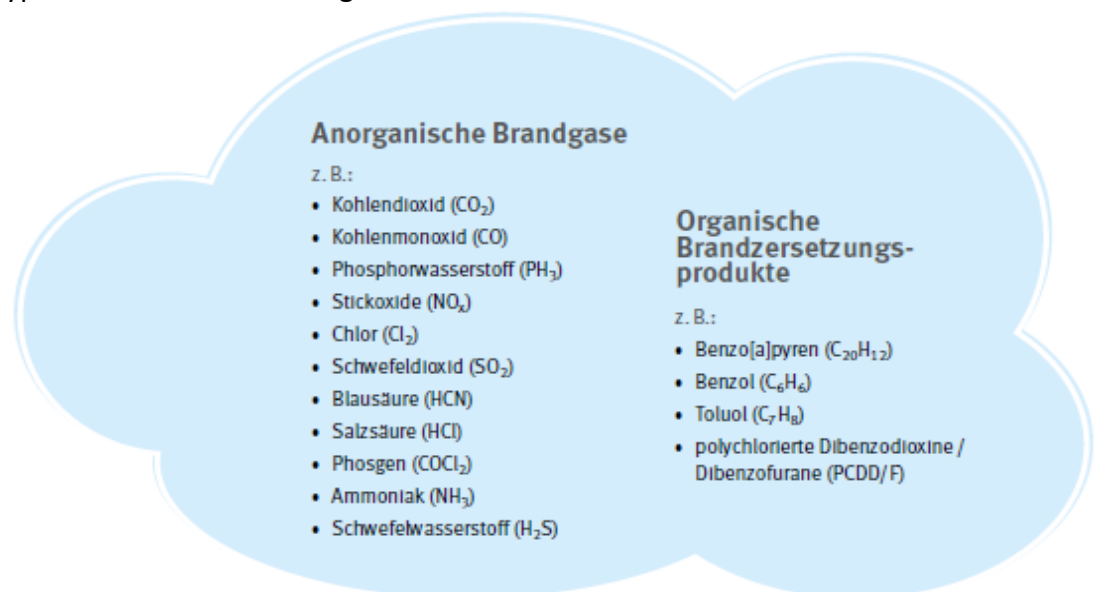 Anorganische Brandgase
z. B.:
• Kohlendioxid (CO₂)
• Kohlenmonoxid (CO)
• Phosphorwasserstoff (PH₃)
• Stickoxide (NOₓ)
• Chlor (Cl₂)
• Schwefeldioxid (SO₂)
• Blausäure (HCN)
• Salzsäure (HCl)
• Phosgen (COCl₂)
• Ammoniak (NH₃)
• Schwefelwasserstoff (H₂S)
Organische
Brandzersetzungs-
produkte
z. B.:
• Benzo[a]pyren (C₂₀H₁₂)
• Benzol (C₆H₆)
• Toluol (C₇H₈)
• polychlorierte Dibenzodioxine /
Dibenzofurane (PCDD/F)